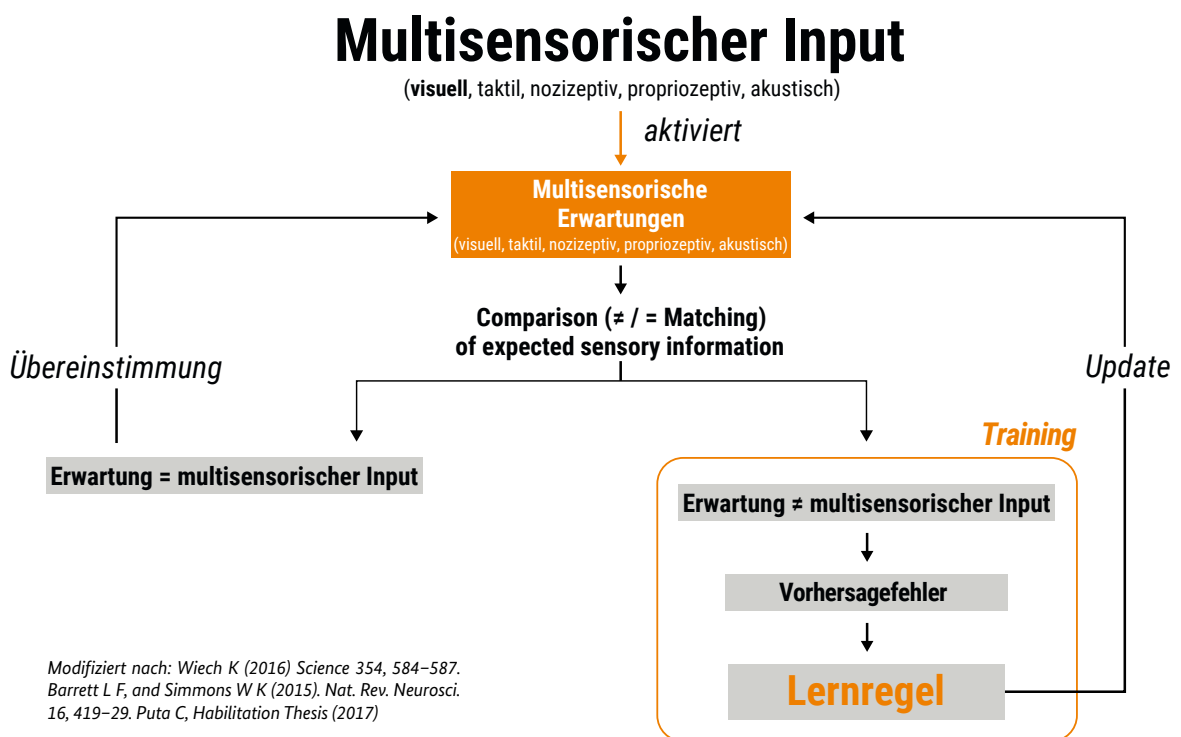 Multisensorischer Input
(visuell, taktil, nozizeptiv, propriozeptiv, akustisch)
aktiviert
Multisensorische
Erwartungen
(visuell, taktil, nozizeptiv, propriozeptiv, akustisch)
Comparison (≠ / = Matching)
of expected sensory information
Übereinstimmung
Update
Training
Erwartung = multisensorischer Input
Erwartung ≠ multisensorischer Input
Vorhersagefehler
Lernregel
Modifiziert nach: Wiech K (2016) Science 354, 584–587.
Barrett L F, and Simmons W K (2015). Nat. Rev. Neurosci.
16, 419–29. Puta C, Habilitation Thesis (2017)